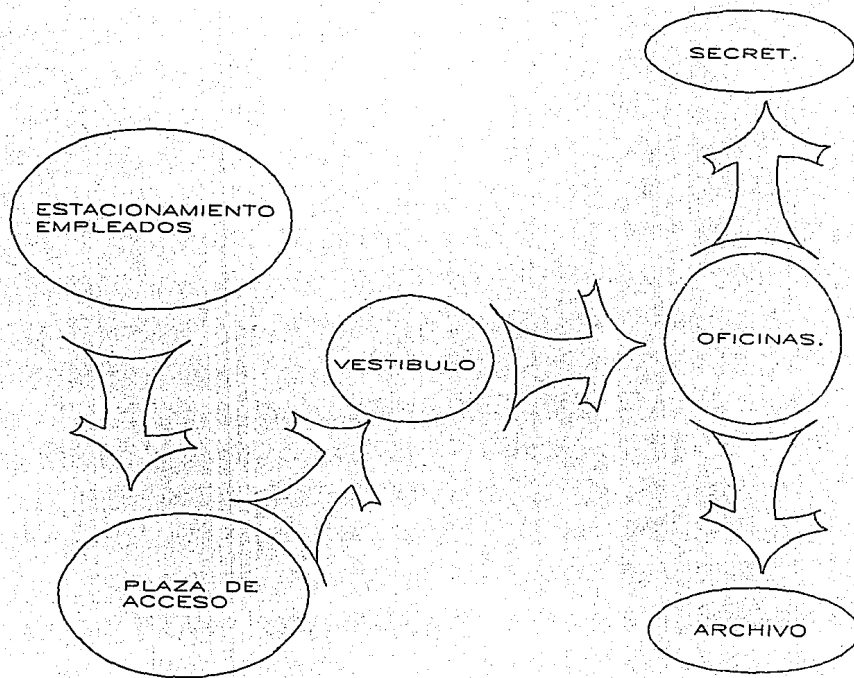 SECRET.
ESTACIONAMIENTO
EMPLEADOS
VESTIBULO
OFICINAS.
PLAZA DE
ACCESO
ARCHIVO